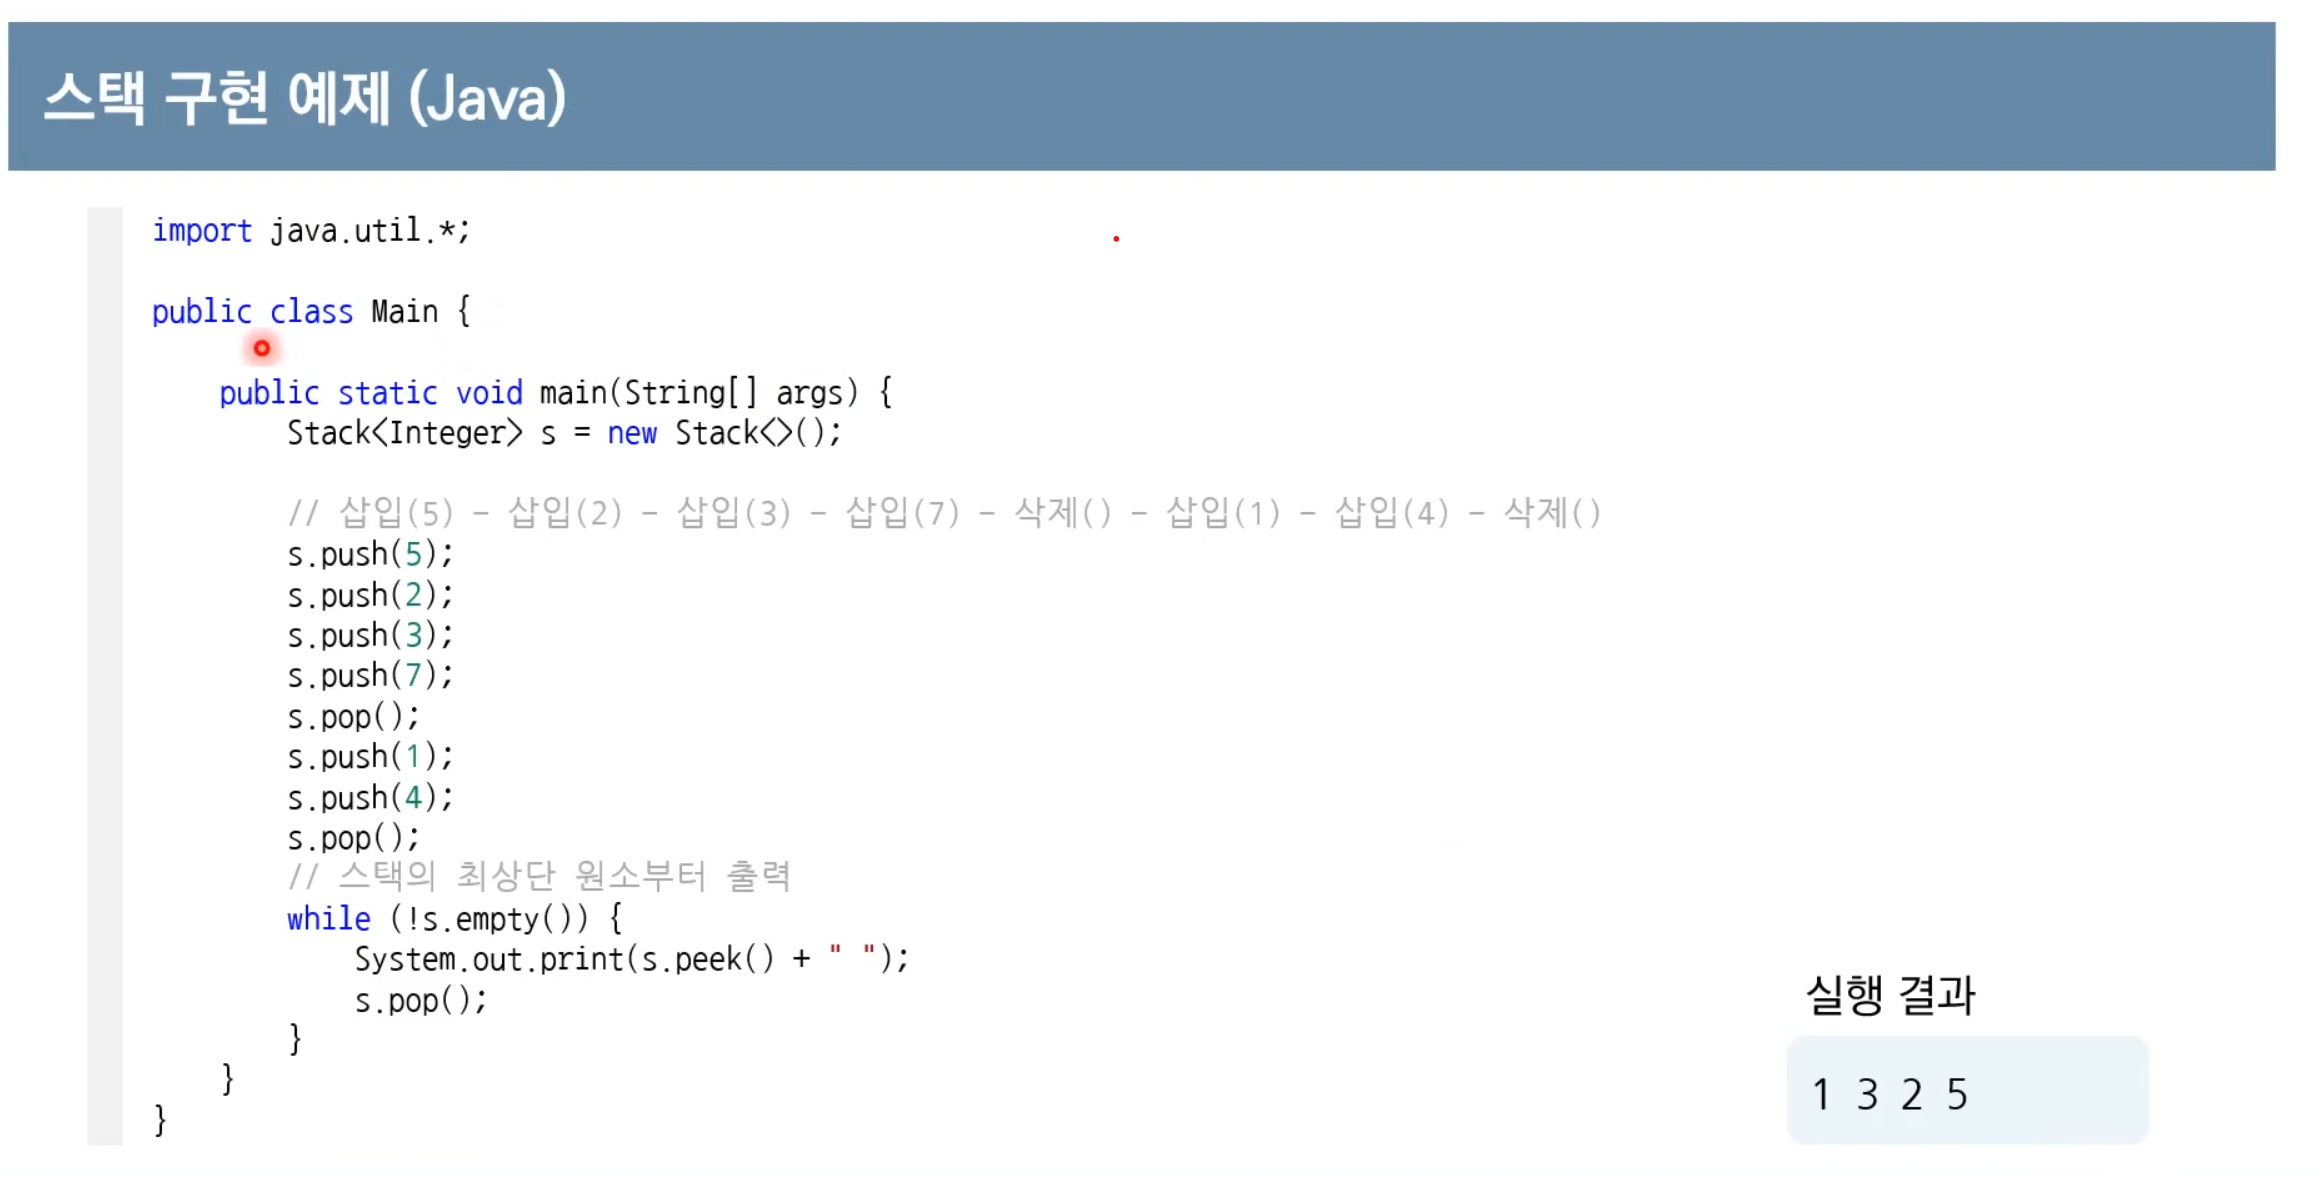 스택 구현 예제 (Java)
import java.util.*;
public class Main {
public static void main(String[] args) {
Stack<Integer> s = new Stack<>();
// 삽입(5) - 삽입(2) - 삽입(3) - 삽입(7) - 삭제() - 삽입(1) - 삽입(4) - 삭제()
s.push(5);
s.push(2);
s.push(3);
s.push(7);
s.pop();
s.push(1);
s.push(4);
s.pop();
// 스택의 최상단 원소부터 출력
while (!s.empty()) {
System.out.print(s.peek() + " ");
s.pop();
}
}
}
실행 결과
1 3 2 5